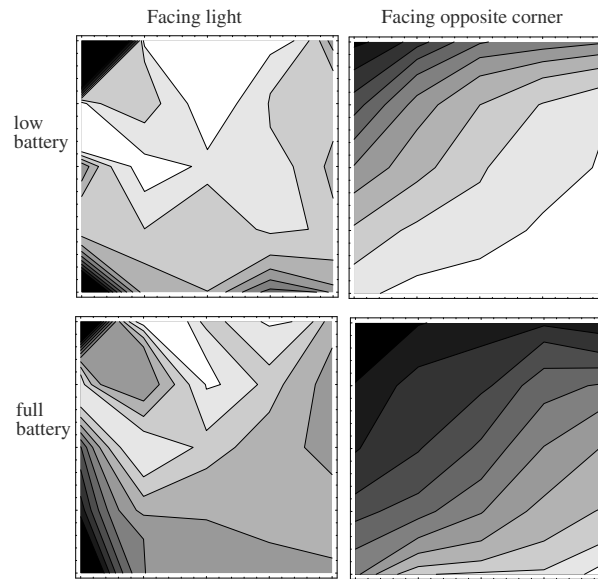 Facing light
Facing opposite corner
low
battery
full
battery